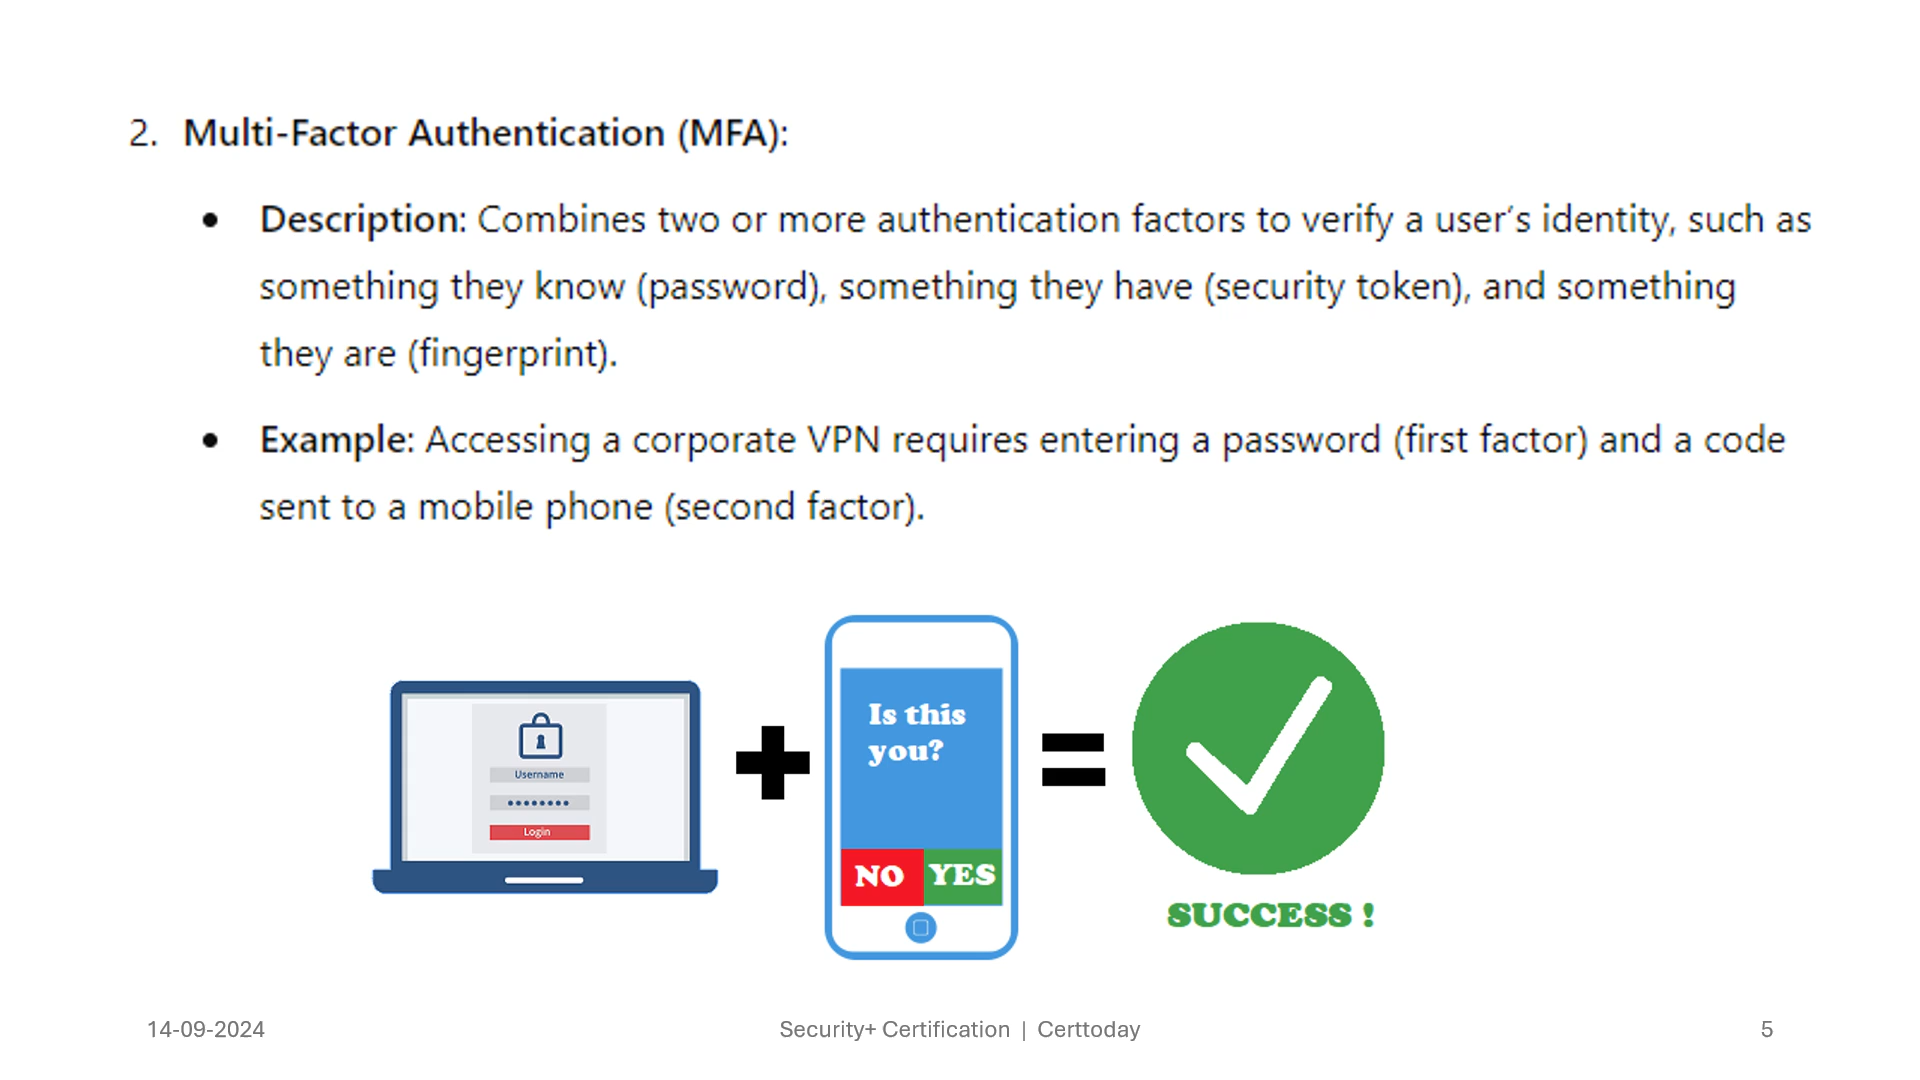 2. Multi-Factor Authentication (MFA):
• Description: Combines two or more authentication factors to verify a user's identity, such as
something they know (password), something they have (security token), and something
they are (fingerprint).
• Example: Accessing a corporate VPN requires entering a password (first factor) and a code
sent to a mobile phone (second factor).
Username
Login
Is this
you?
NO YES
SUCCESS !
14-09-2024 Security+ Certification | Certtoday 5